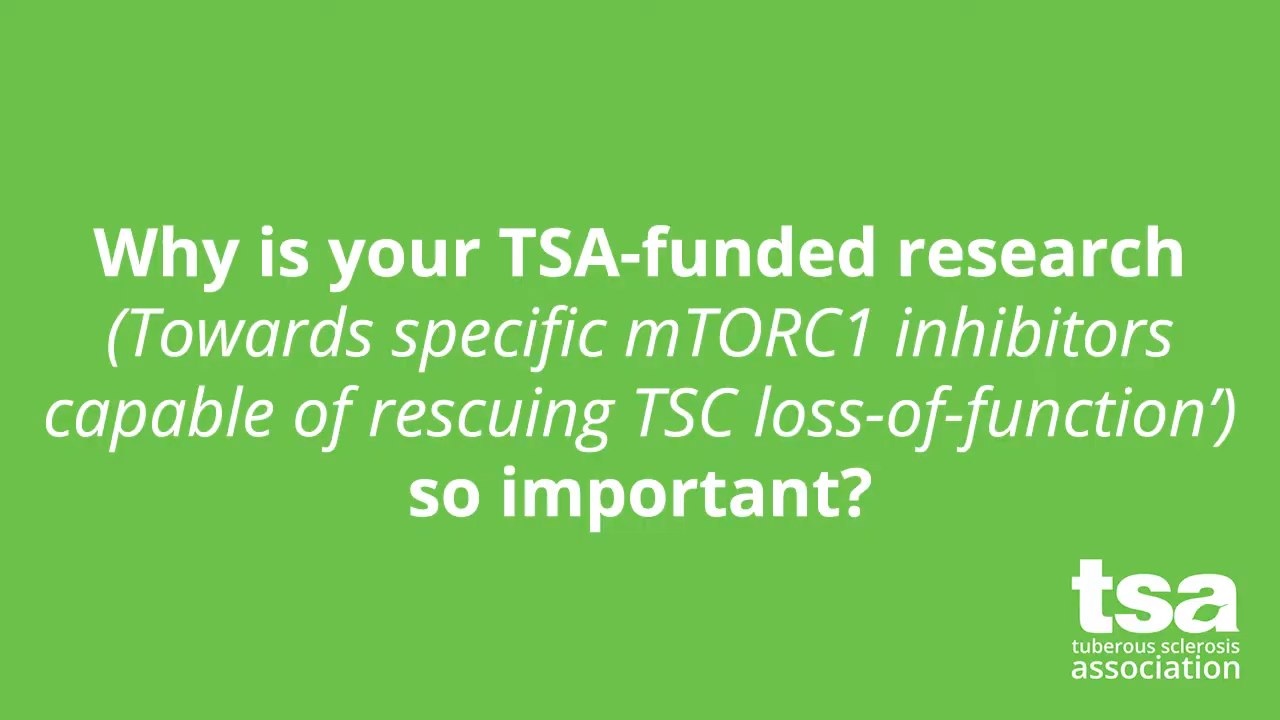 Why is your TSA-funded research
(Towards specific mTORC1 inhibitors
capable of rescuing TSC loss-of-function’)
so important?
tsa
tuberous sclerosis
association